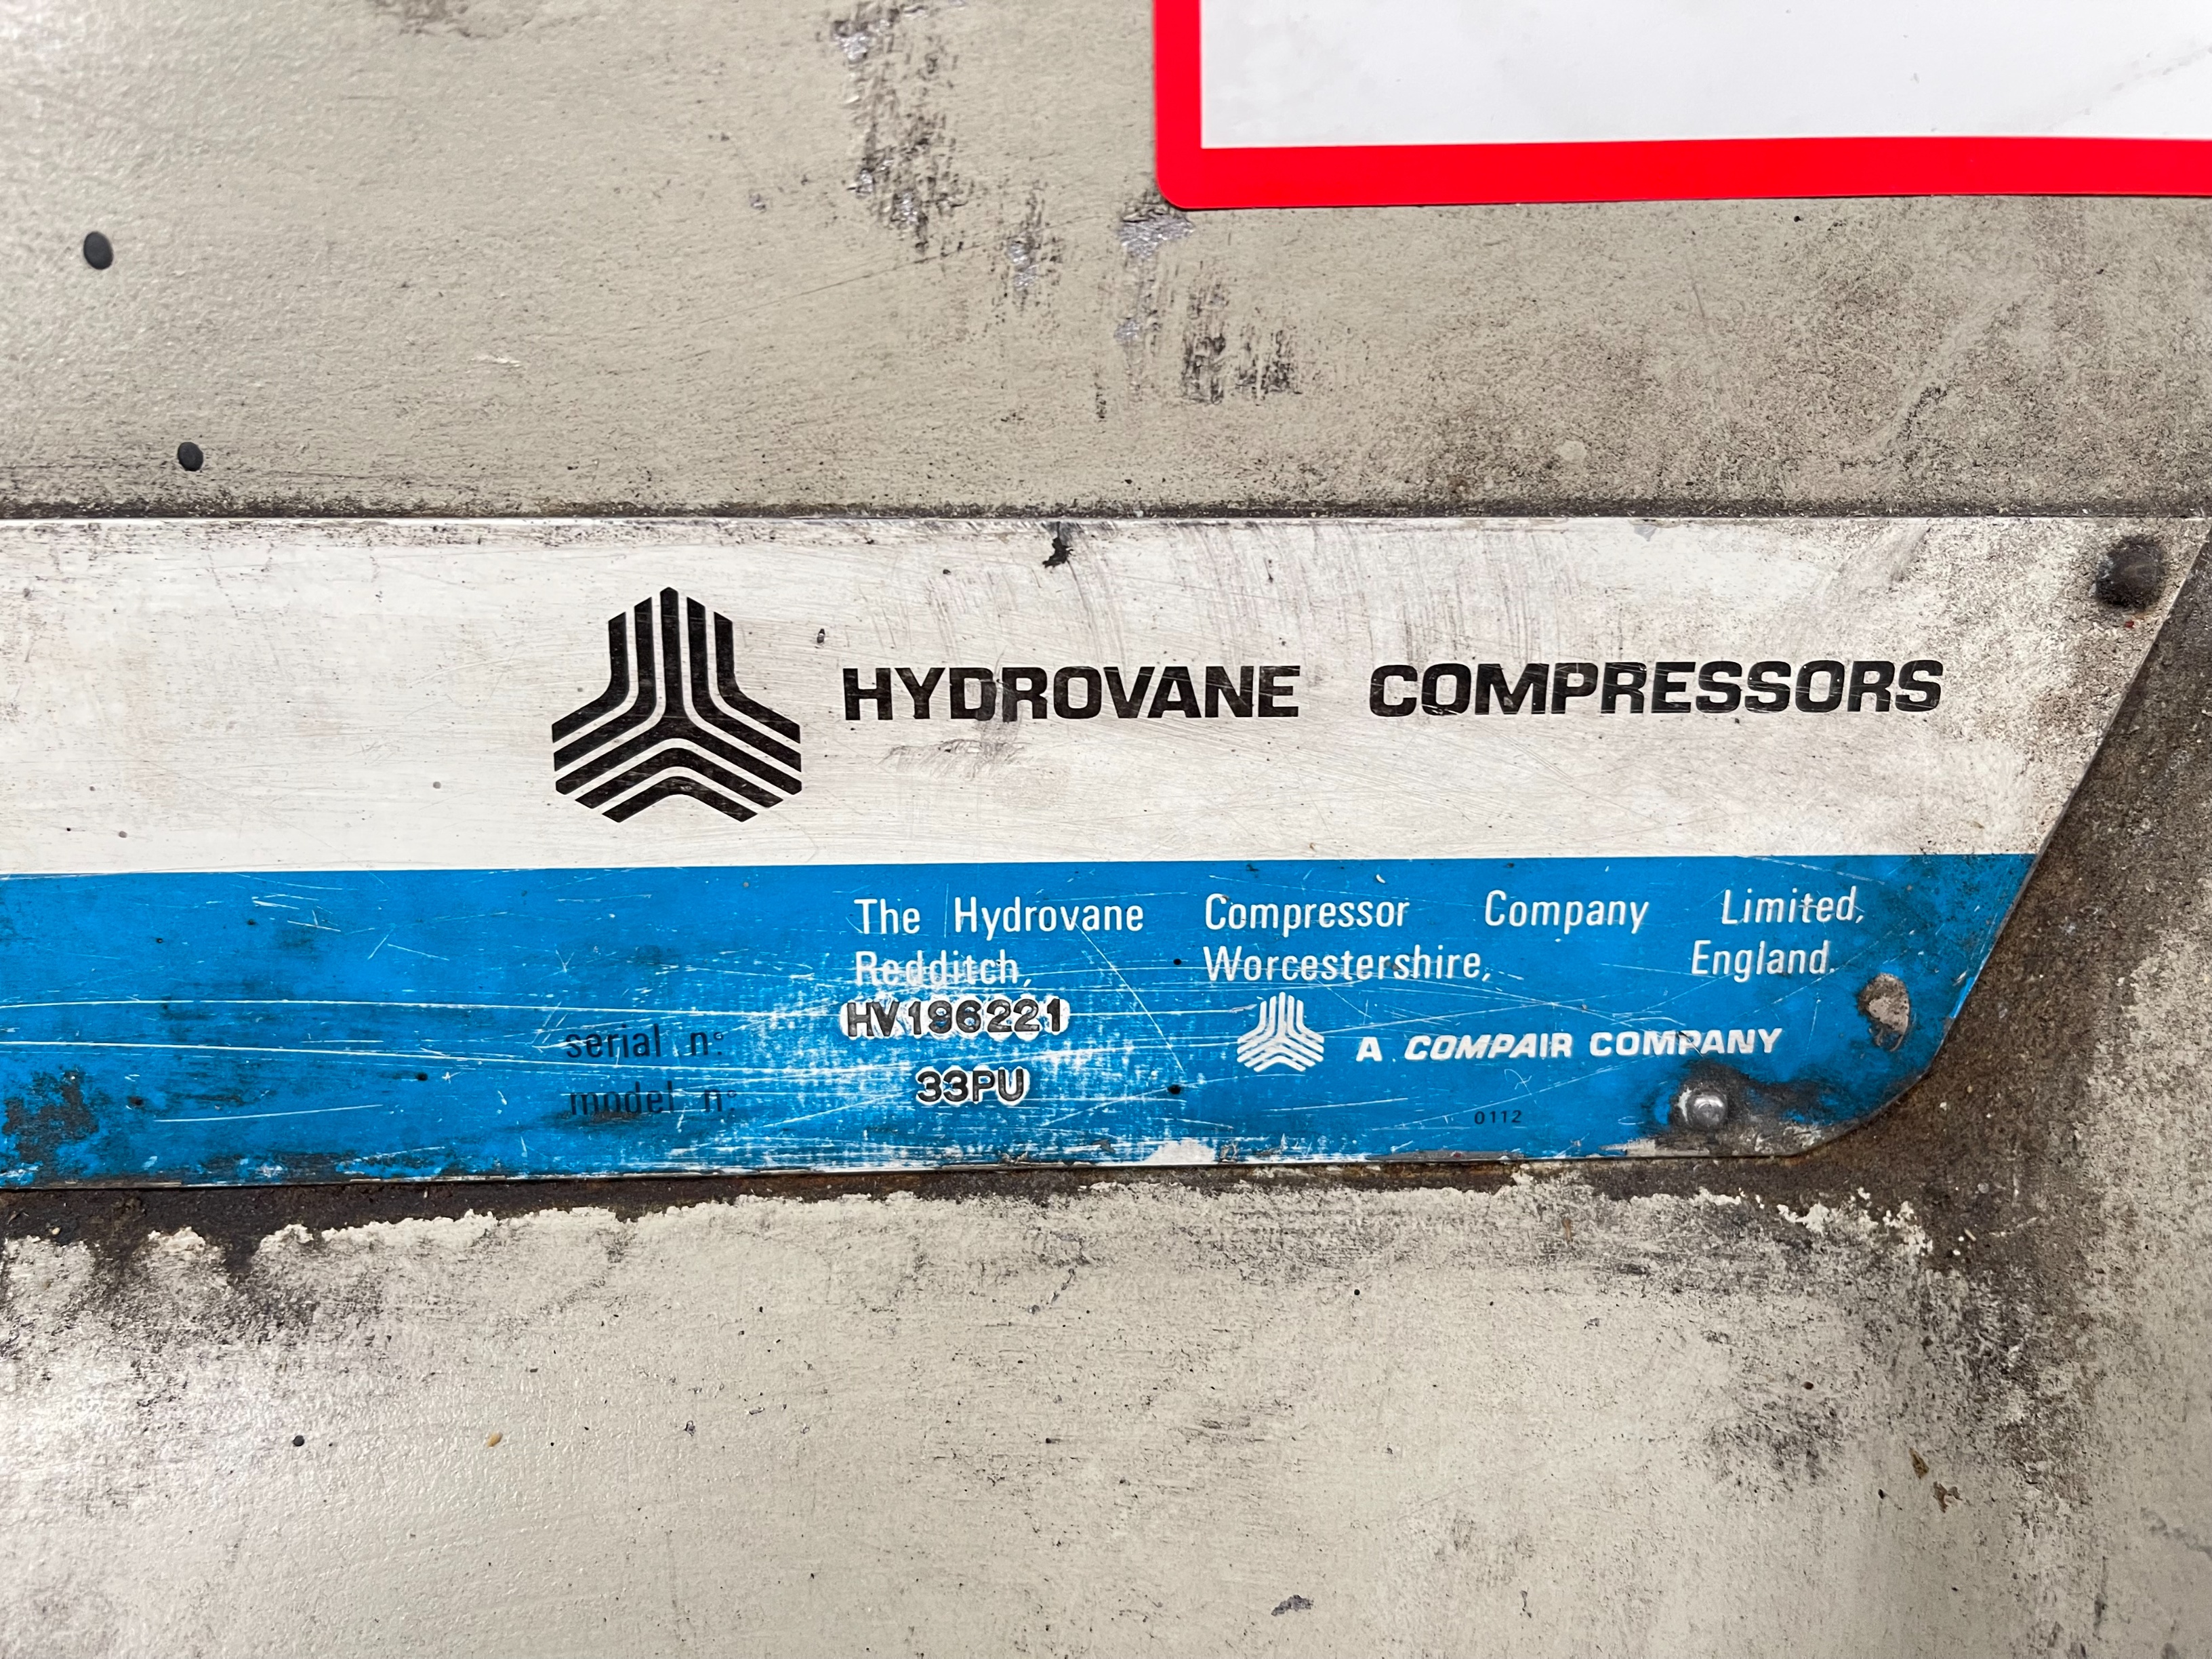 HYDROVANE COMPRESSORS
The Hydrovane Compressor Company Limited,
Redditch, Worcestershire, England.
serial n° HV196221
A COMPAIR COMPANY
model n° 33PU
0112